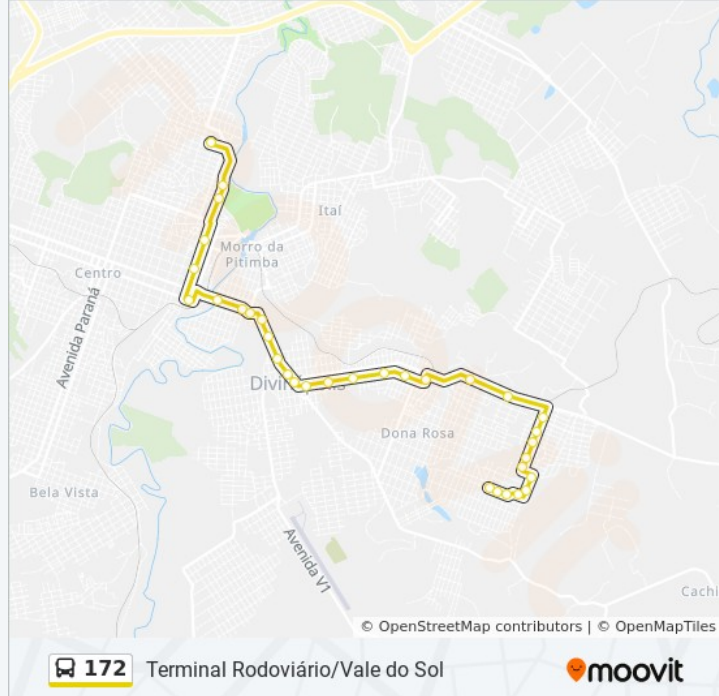 Itaí
Morro da
Pitimba
Centro
Avenida Paraná
Dona Rosa
Bela Vista
Avenida V1
Cachi
© OpenStreetMap contributors | © OpenMapTiles
172 Terminal Rodoviário/Vale do Sol
moovit